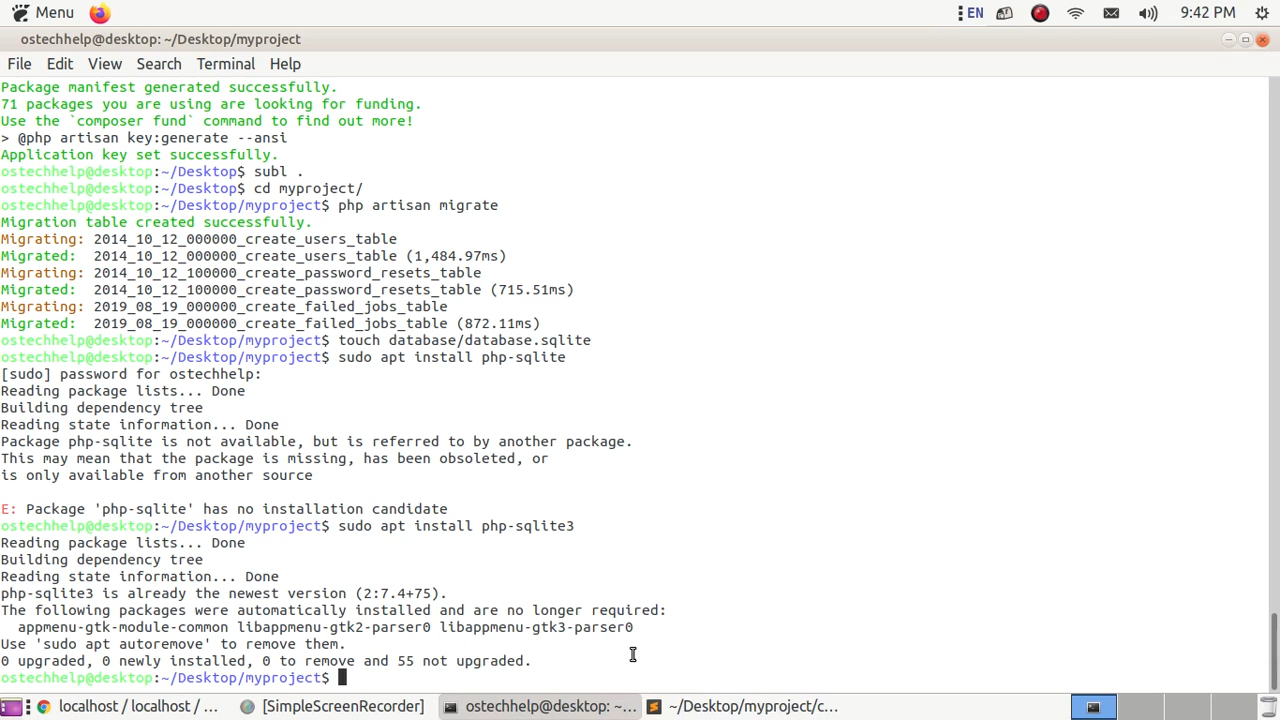 Menu EN 9:42 PM
ostechhelp@desktop: ~/Desktop/myproject
File Edit View Search Terminal Help
Package manifest generated successfully.
71 packages you are using are looking for funding.
Use the `composer fund` command to find out more!
> @php artisan key:generate --ansi
Application key set successfully.
ostechhelp@desktop:~/Desktop$ subl .
ostechhelp@desktop:~/Desktop$ cd myproject/
ostechhelp@desktop:~/Desktop/myproject$ php artisan migrate
Migration table created successfully.
Migrating: 2014_10_12_000000_create_users_table
Migrated:  2014_10_12_000000_create_users_table (1,484.97ms)
Migrating: 2014_10_12_100000_create_password_resets_table
Migrated:  2014_10_12_100000_create_password_resets_table (715.51ms)
Migrating: 2019_08_19_000000_create_failed_jobs_table
Migrated:  2019_08_19_000000_create_failed_jobs_table (872.11ms)
ostechhelp@desktop:~/Desktop/myproject$ touch database/database.sqlite
ostechhelp@desktop:~/Desktop/myproject$ sudo apt install php-sqlite
[sudo] password for ostechhelp:
Reading package lists... Done
Building dependency tree
Reading state information... Done
Package php-sqlite is not available, but is referred to by another package.
This may mean that the package is missing, has been obsoleted, or
is only available from another source
E: Package 'php-sqlite' has no installation candidate
ostechhelp@desktop:~/Desktop/myproject$ sudo apt install php-sqlite3
Reading package lists... Done
Building dependency tree
Reading state information... Done
php-sqlite3 is already the newest version (2:7.4+75).
The following packages were automatically installed and are no longer required:
  appmenu-gtk-module-common libappmenu-gtk2-parser0 libappmenu-gtk3-parser0
Use 'sudo apt autoremove' to remove them.
0 upgraded, 0 newly installed, 0 to remove and 55 not upgraded.
ostechhelp@desktop:~/Desktop/myproject$
localhost / localhost / ... [SimpleScreenRecorder] ostechhelp@desktop: ~... ~/Desktop/myproject/c...